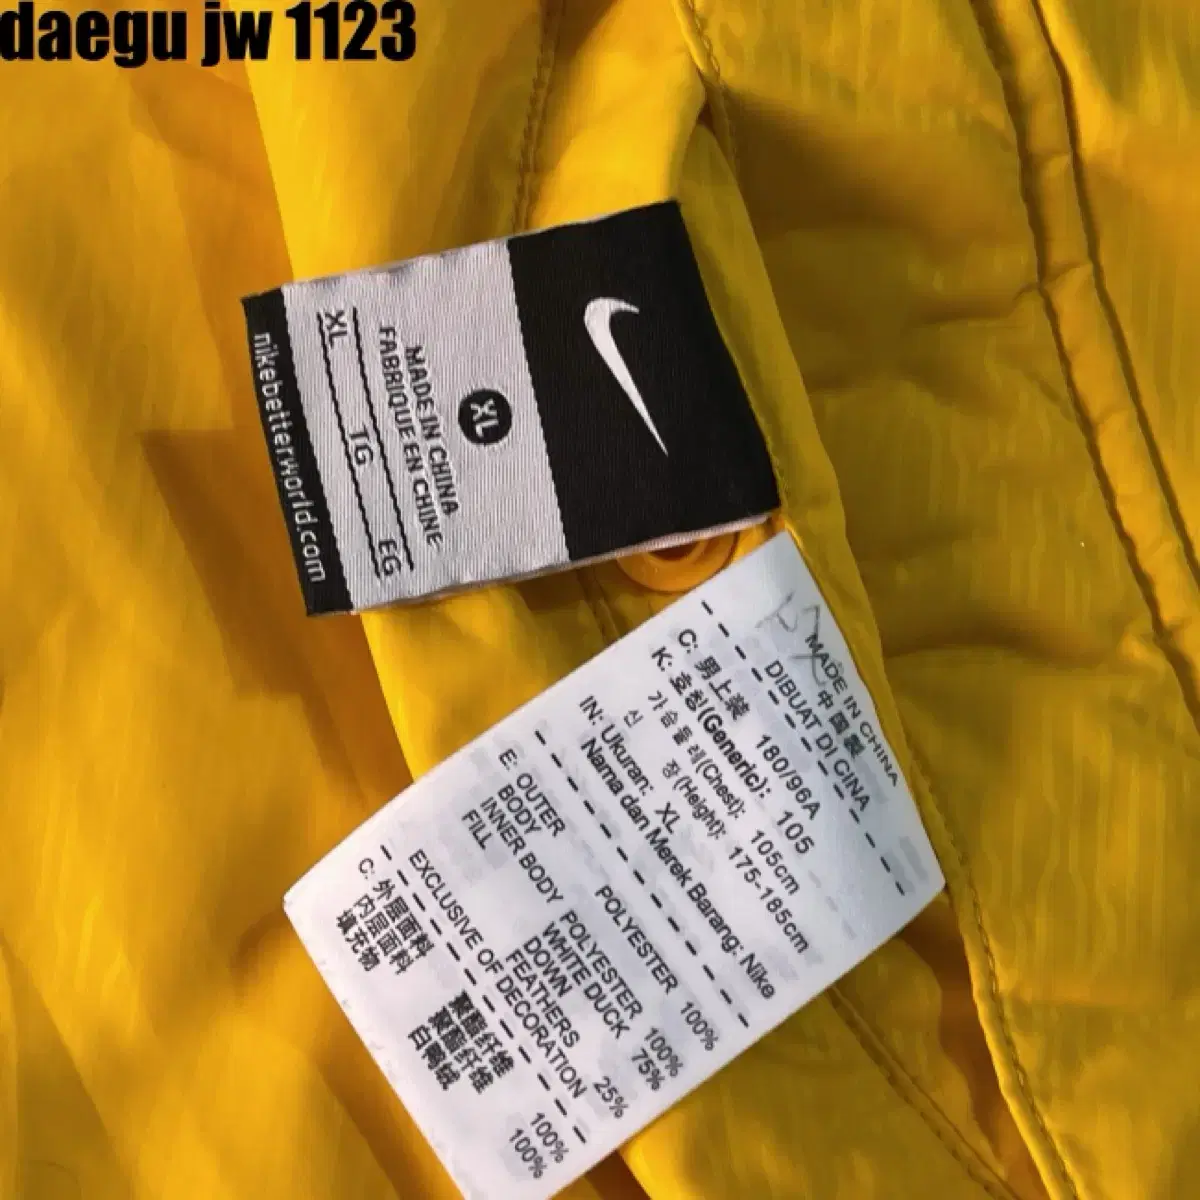 daegu jw 1123
XL
MADE IN CHINA
FABRIQUE EN CHINE
XL TG EG
nikebetterworld.com
MADE IN CHINA
中国製
DIBUAT DI CINA
C: 男上装 180/96A
K: 호칭(Generic): 105
가슴둘레(Chest): 105cm
신 장(Height): 175-185cm
IN: Ukuran: XL
Nama dan Merek Barang: Nike
E: OUTER
BODY POLYESTER 100%
INNER BODY POLYESTER 100%
FILL WHITE DUCK 75%
DOWN
FEATHERS 25%
EXCLUSIVE OF DECORATION
C: 外层面料 聚酯纤维 100%
内层面料 聚酯纤维 100%
填充物 白鸭绒